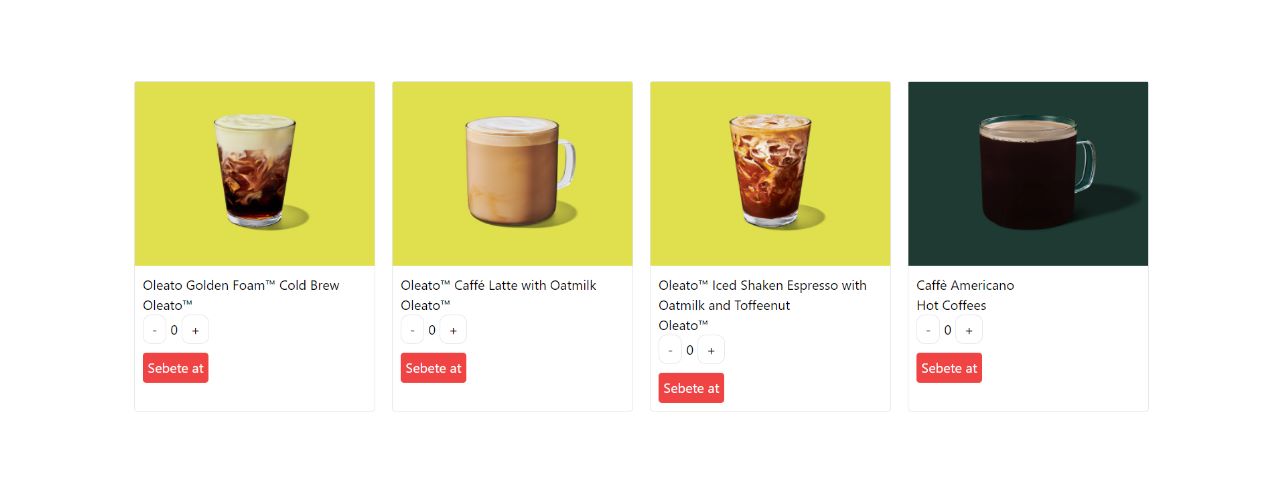 Oleato Golden Foam™ Cold Brew
Oleato™
- 0 +
Sebete at
Oleato™ Caffé Latte with Oatmilk
Oleato™
- 0 +
Sebete at
Oleato™ Iced Shaken Espresso with
Oatmilk and Toffeenut
Oleato™
- 0 +
Sebete at
Caffè Americano
Hot Coffees
- 0 +
Sebete at